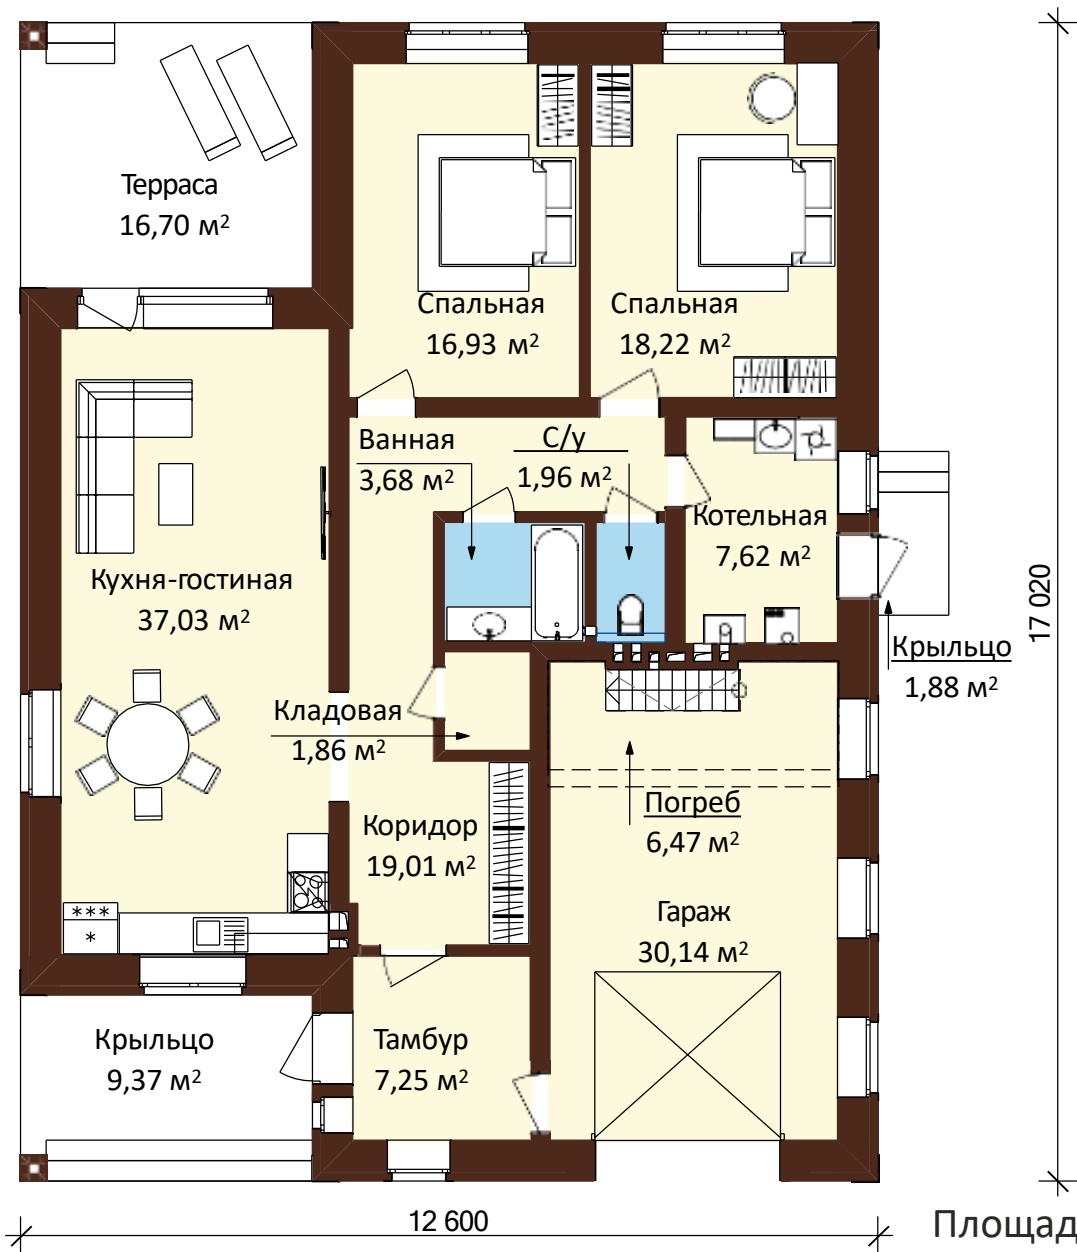 Терраса
16,70 м²
Спальная
16,93 м²
Спальная
18,22 м²
Ванная
3,68 м²
С/у
1,96 м²
Котельная
7,62 м²
Кухня-гостиная
37,03 м²
17 020
Крыльцо
1,88 м²
Кладовая
1,86 м²
Погреб
6,47 м²
Коридор
19,01 м²
Гараж
30,14 м²
***
*
Крыльцо
9,37 м²
Тамбур
7,25 м²
12 600
Площад